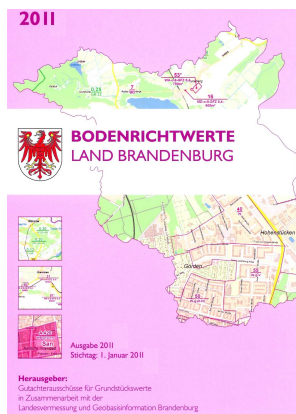 2011
BODENRICHTWERTE
LAND BRANDENBURG
Hohenstücken
Görden
Ausgabe 2011
Stichtag: 1. Januar 2011
Herausgeber:
Gutachterausschüsse für Grundstückswerte
in Zusammenarbeit mit der
Landesvermessung und Geobasisinformation Brandenburg